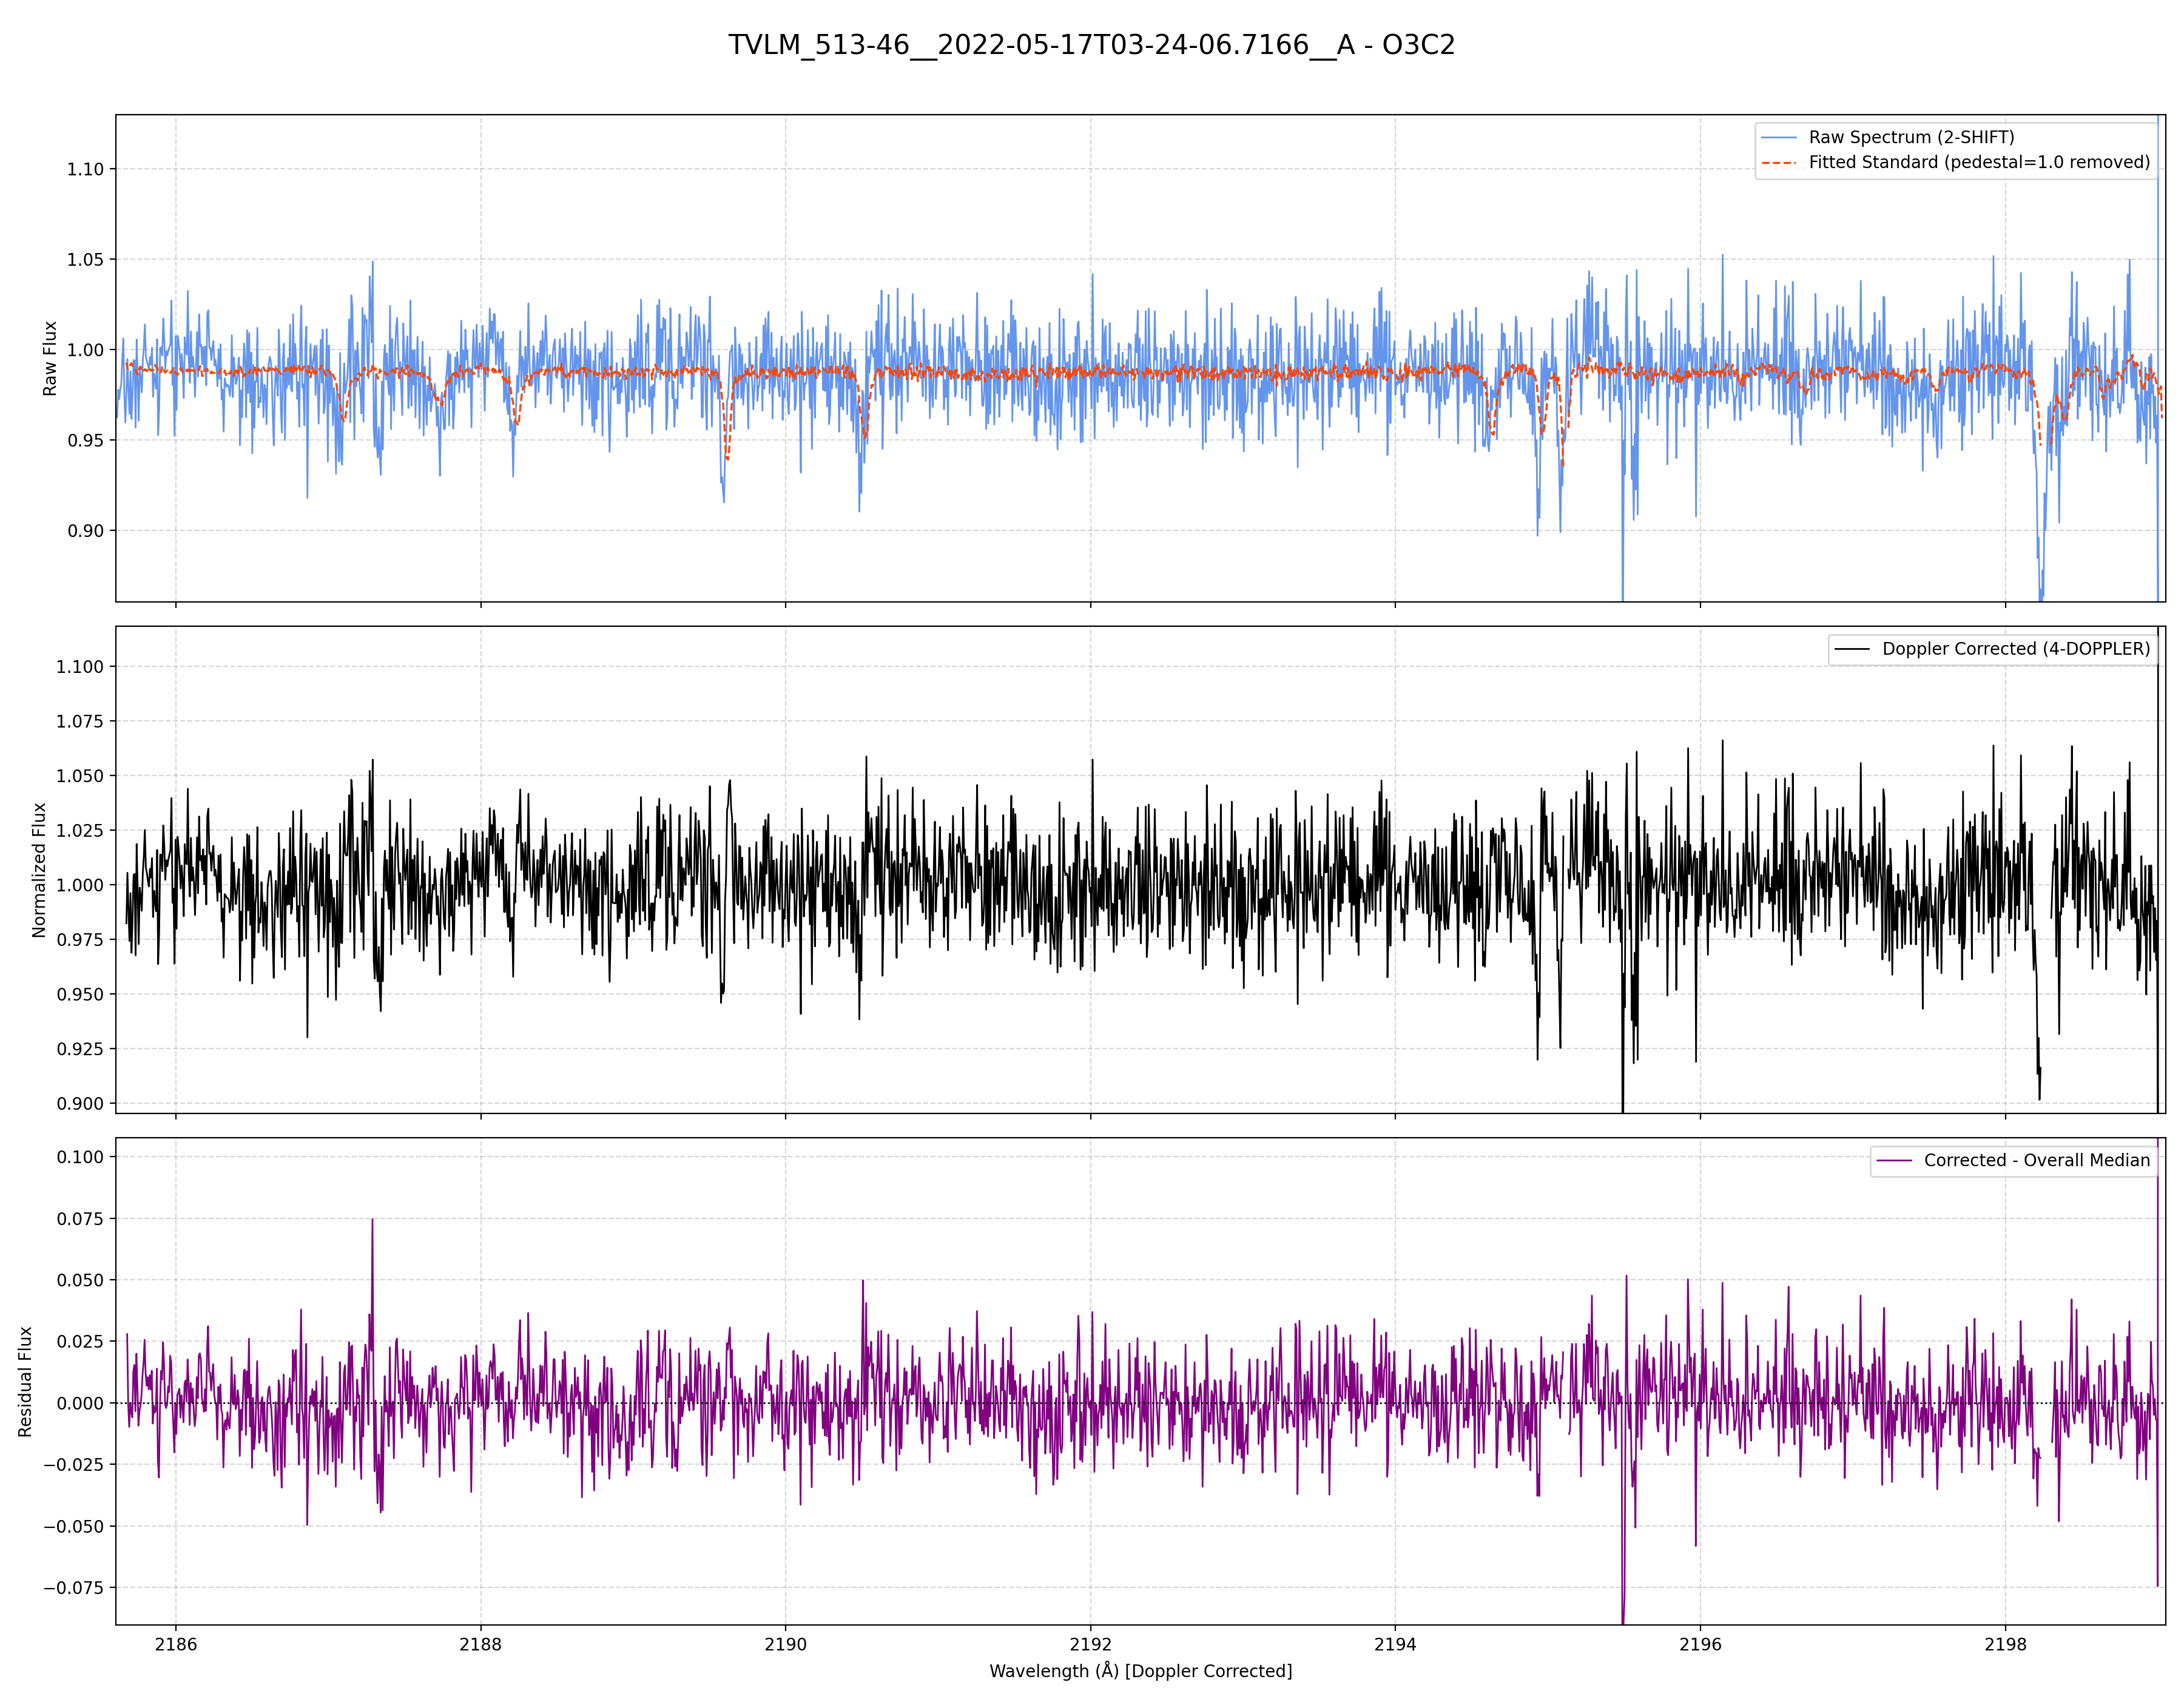 TVLM_513-46__2022-05-17T03-24-06.7166__A - O3C2
Raw Spectrum (2-SHIFT)
Fitted Standard (pedestal=1.0 removed)
Raw Flux
1.10
1.05
1.00
0.95
0.90
Doppler Corrected (4-DOPPLER)
Normalized Flux
1.100
1.075
1.050
1.025
1.000
0.975
0.950
0.925
0.900
Corrected - Overall Median
Residual Flux
0.100
0.075
0.050
0.025
0.000
−0.025
−0.050
−0.075
2186 2188 2190 2192 2194 2196 2198
Wavelength (Å) [Doppler Corrected]